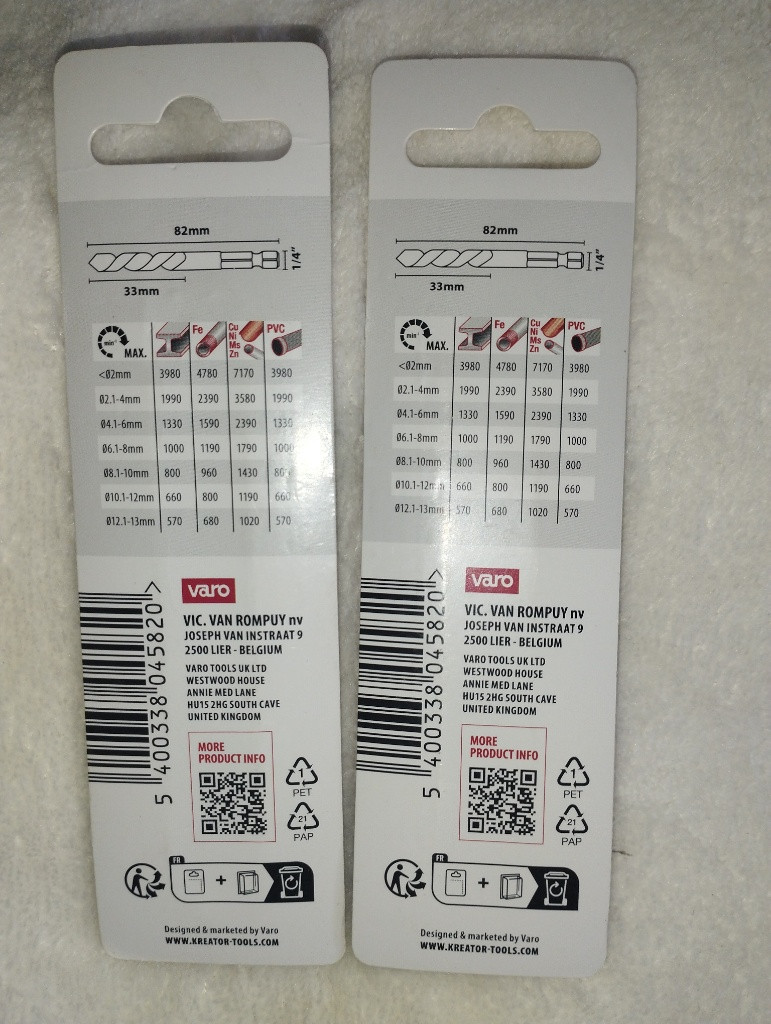 82mm
1/4"
33mm
min⁻¹ MAX. Fe Cu Ni Ms Zn PVC
<Ø2mm 3980 4780 7170 3980
Ø2.1-4mm 1990 2390 3580 1990
Ø4.1-6mm 1330 1590 2390 1330
Ø6.1-8mm 1000 1190 1790 1000
Ø8.1-10mm 800 960 1430 800
Ø10.1-12mm 660 800 1190 660
Ø12.1-13mm 570 680 1020 570
varo
VIC. VAN ROMPUY nv
JOSEPH VAN INSTRAAT 9
2500 LIER - BELGIUM
VARO TOOLS UK LTD
WESTWOOD HOUSE
ANNIE MED LANE
HU15 2HG SOUTH CAVE
UNITED KINGDOM
5 400338 045820 >
MORE
PRODUCT INFO
1
PET
21
PAP
FR
+
Designed & marketed by Varo
WWW.KREATOR-TOOLS.COM
82mm
1/4"
33mm
min⁻¹ MAX. Fe Cu Ni Ms Zn PVC
<Ø2mm 3980 4780 7170 3980
Ø2.1-4mm 1990 2390 3580 1990
Ø4.1-6mm 1330 1590 2390 1330
Ø6.1-8mm 1000 1190 1790 1000
Ø8.1-10mm 800 960 1430 800
Ø10.1-12mm 660 800 1190 660
Ø12.1-13mm 570 680 1020 570
varo
VIC. VAN ROMPUY nv
JOSEPH VAN INSTRAAT 9
2500 LIER - BELGIUM
VARO TOOLS UK LTD
WESTWOOD HOUSE
ANNIE MED LANE
HU15 2HG SOUTH CAVE
UNITED KINGDOM
5 400338 045820 >
MORE
PRODUCT INFO
1
PET
21
PAP
FR
+
Designed & marketed by Varo
WWW.KREATOR-TOOLS.COM